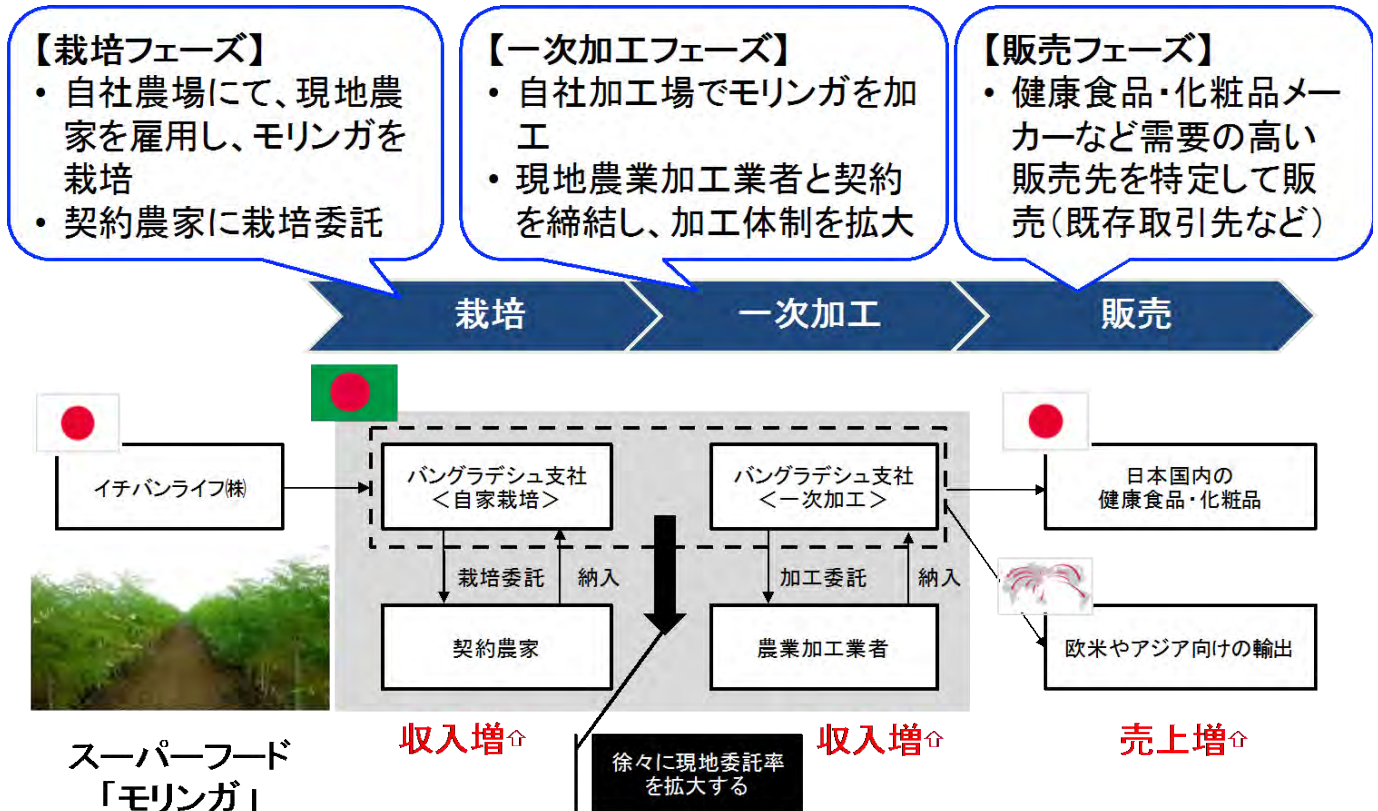 【栽培フェーズ】
・ 自社農場にて、現地農
家を雇用し、モリンガを
栽培
・ 契約農家に栽培委託
【一次加工フェーズ】
・ 自社加工場でモリンガを加
工
・ 現地農業加工業者と契約
を締結し、加工体制を拡大
【販売フェーズ】
・ 健康食品・化粧品メー
カーなど需要の高い
販売先を特定して販
売（既存取引先など）
栽培
一次加工
販売
イチバンライフ㈱
バングラデシュ支社
＜自家栽培＞
バングラデシュ支社
＜一次加工＞
日本国内の
健康食品・化粧品
栽培委託
納入
加工委託
納入
契約農家
農業加工業者
欧米やアジア向けの輸出
収入増⇧
収入増⇧
売上増⇧
スーパーフード
「モリンガ」
徐々に現地委託率
を拡大する